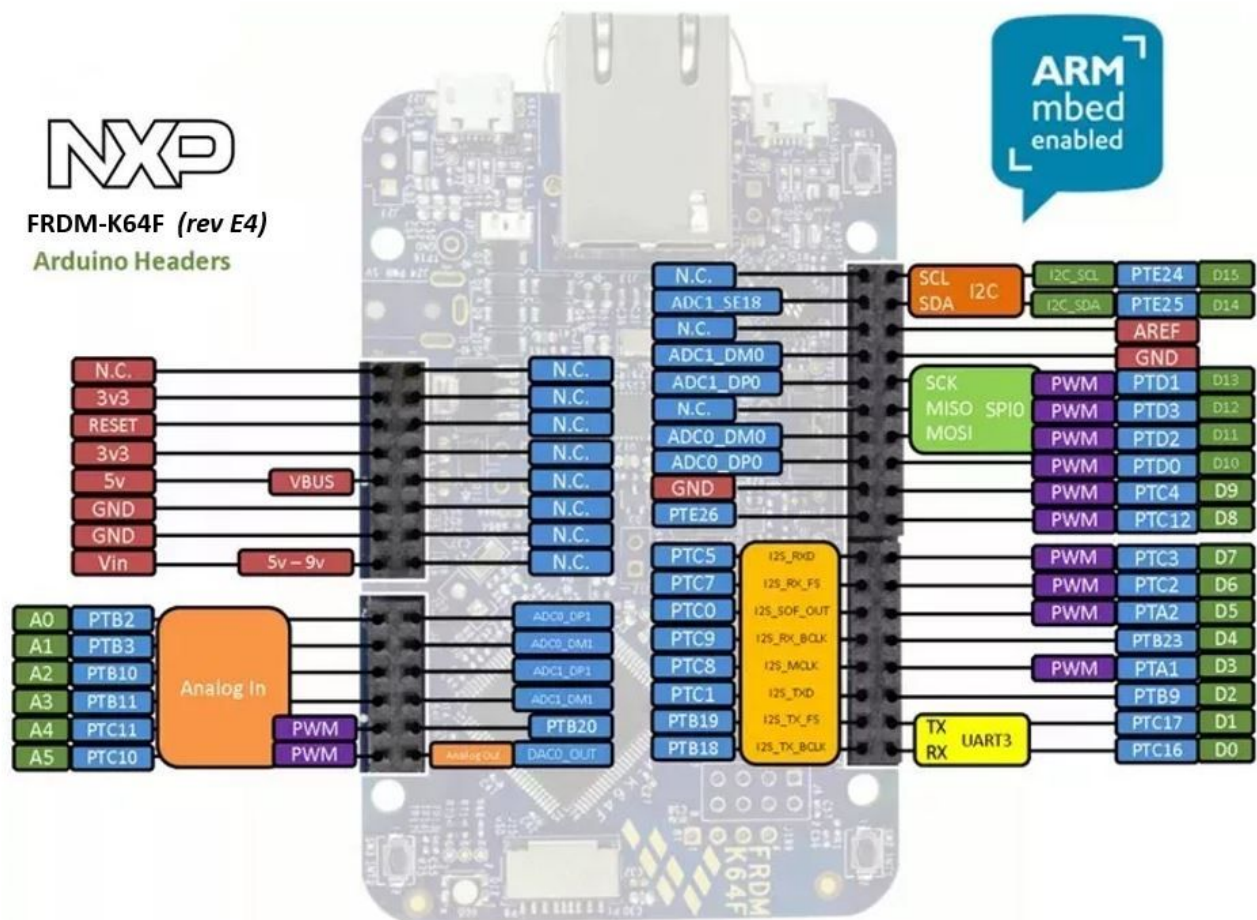 NXP
FRDM-K64F (rev E4)
Arduino Headers
ARM
mbed
enabled
N.C. SCL I2C I2C_SCL PTE24 D15
ADC1_SE18 SDA I2C_SDA PTE25 D14
N.C. AREF
ADC1_DM0 GND
ADC1_DP0 SCK SPI0 PWM PTD1 D13
N.C. MISO PWM PTD3 D12
ADC0_DM0 MOSI PWM PTD2 D11
ADC0_DP0 PWM PTD0 D10
GND PWM PTC4 D9
PTE26 PWM PTC12 D8
PTC5 I2S_RXD PWM PTC3 D7
PTC7 I2S_RX_FS PWM PTC2 D6
PTC0 I2S_SOF_OUT PWM PTA2 D5
PTC9 I2S_RX_BCLK PTB23 D4
PTC8 I2S_MCLK PWM PTA1 D3
PTC1 I2S_TXD PTB9 D2
PTB19 I2S_TX_FS TX UART3 PTC17 D1
PTB18 I2S_TX_BCLK RX PTC16 D0
N.C. N.C.
3v3 N.C.
RESET N.C.
3v3 N.C.
5v VBUS N.C.
GND N.C.
GND N.C.
Vin 5v – 9v N.C.
A0 PTB2 Analog In ADC0_DP1
A1 PTB3 ADC0_DM1
A2 PTB10 ADC1_DP1
A3 PTB11 ADC1_DM1
A4 PTC11 PWM PTB20
A5 PTC10 PWM Analog Out DAC0_OUT
FRDM
K64F